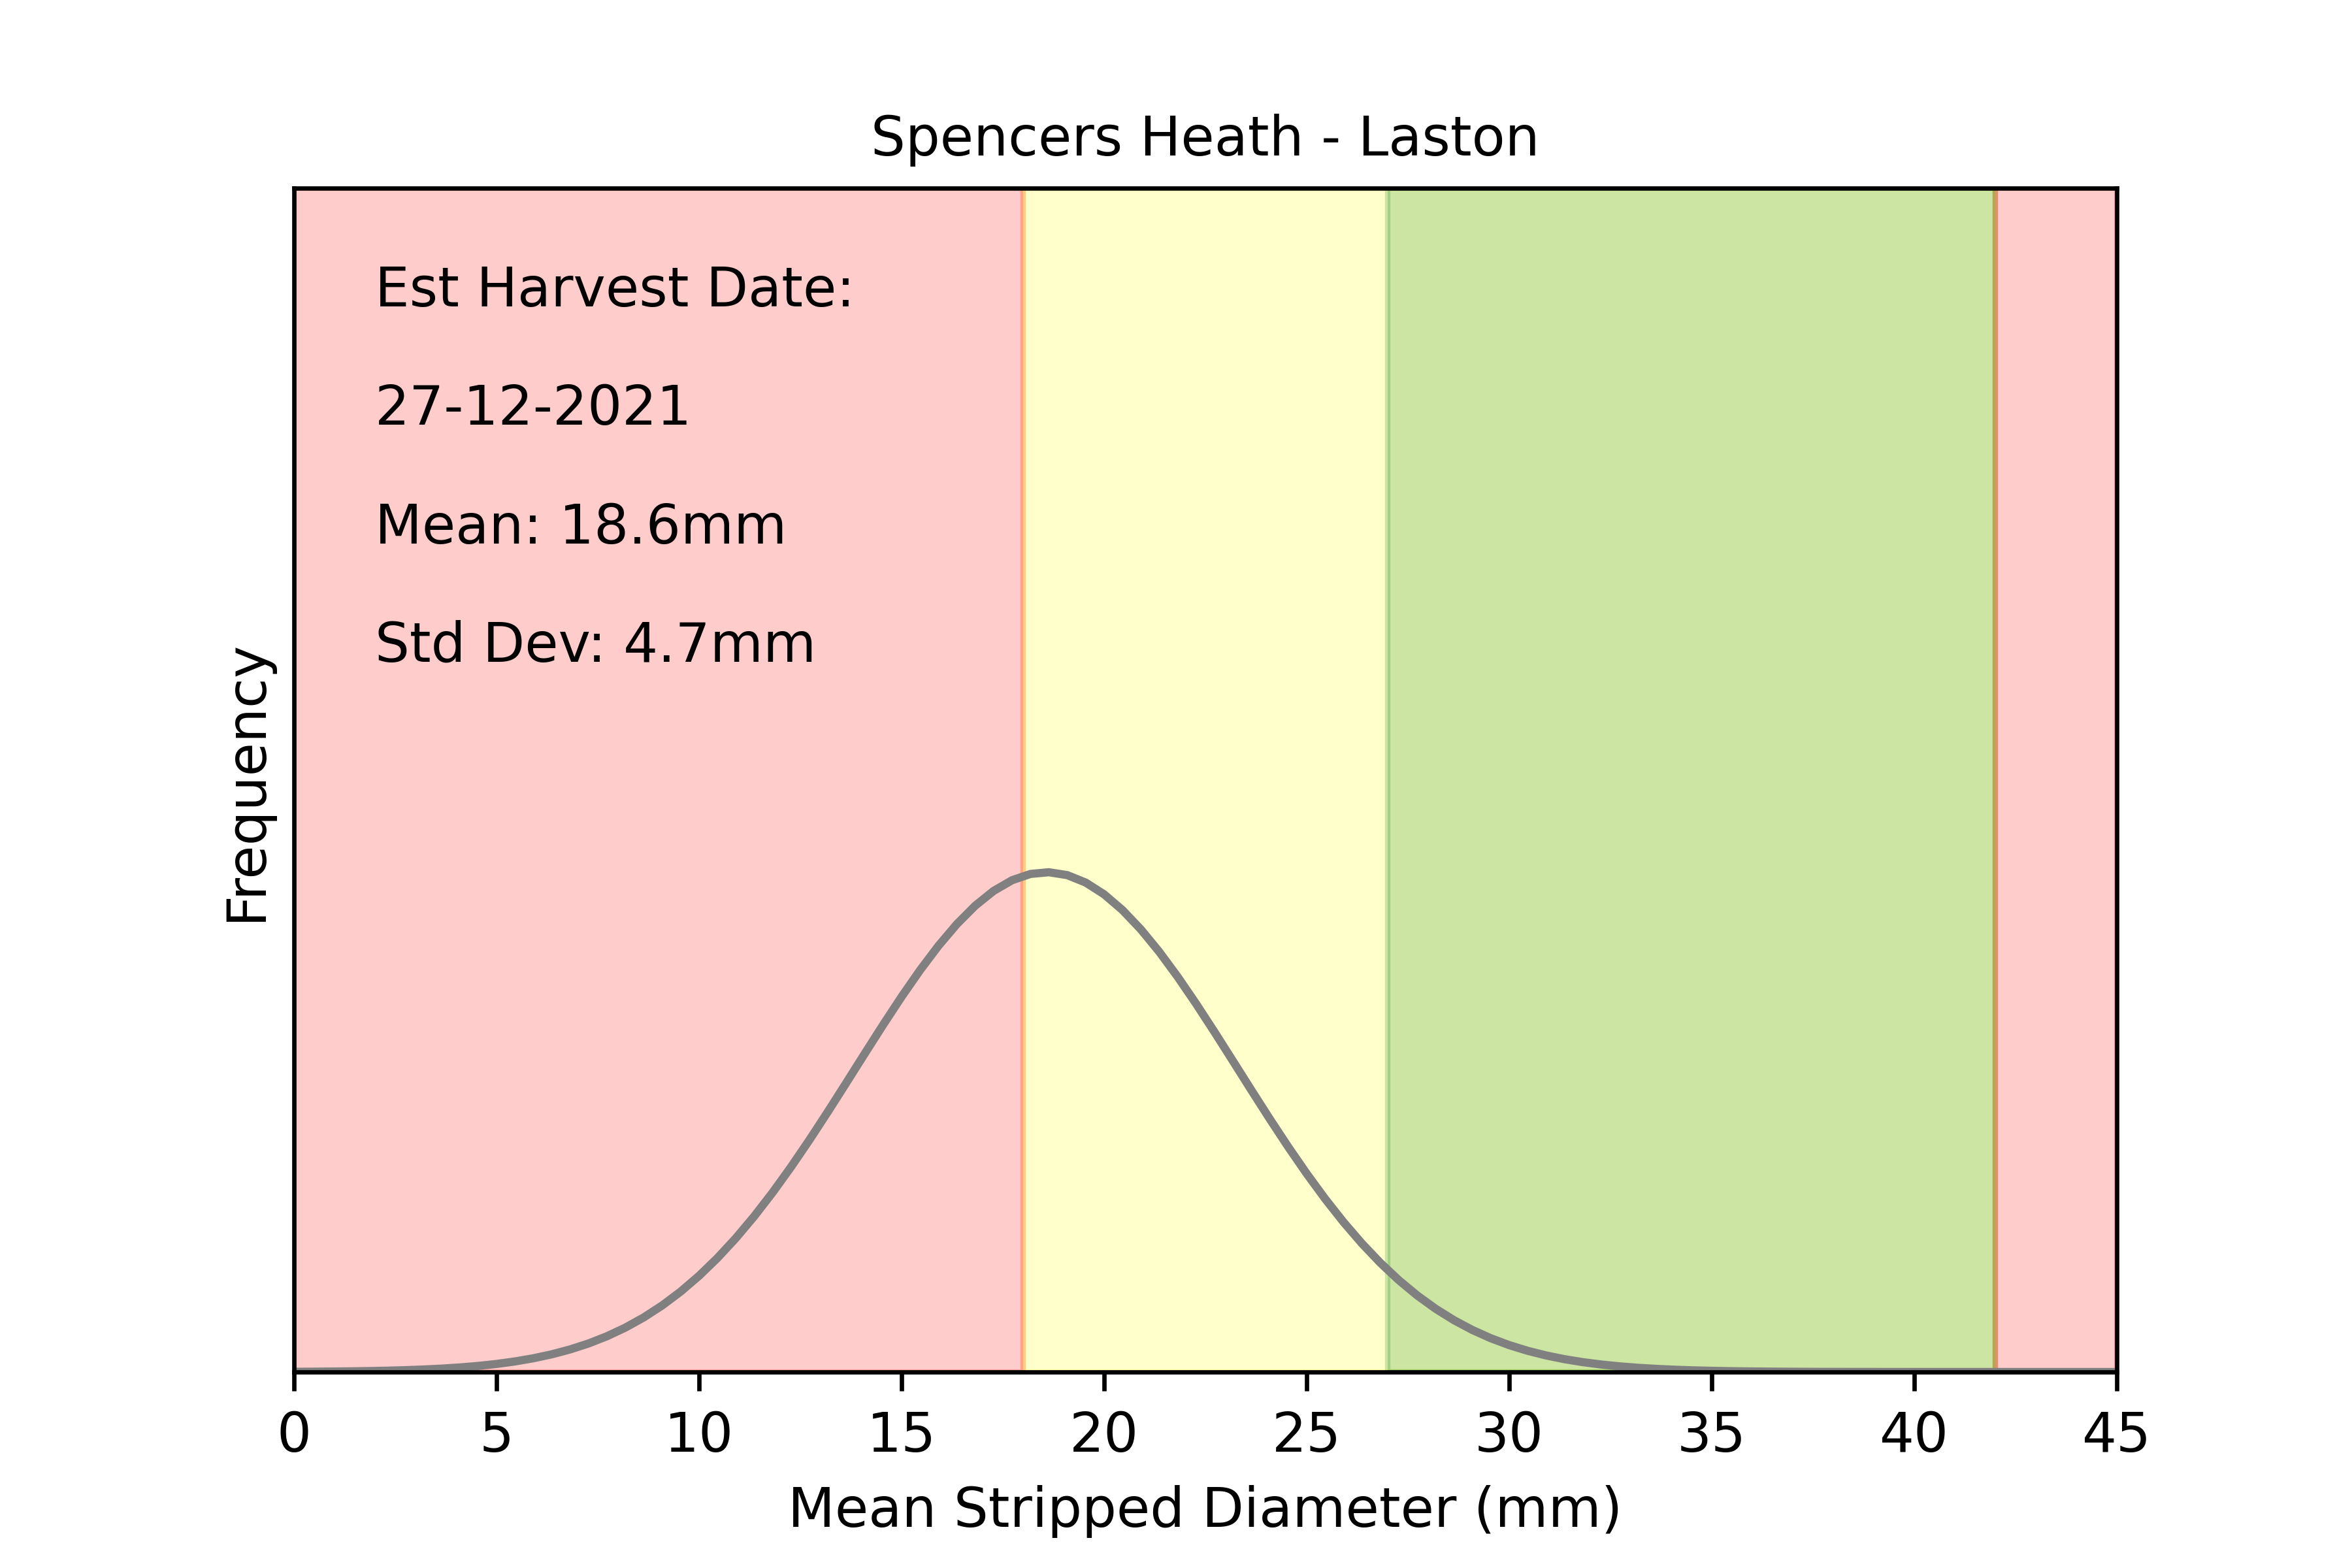 Spencers Heath - Laston
Est Harvest Date:
27-12-2021
Mean: 18.6mm
Std Dev: 4.7mm
Frequency
0 5 10 15 20 25 30 35 40 45
Mean Stripped Diameter (mm)